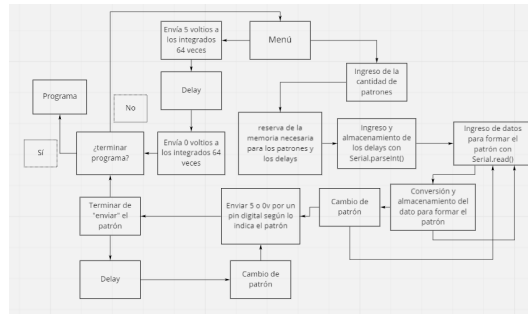 Envía 5 voltios a
los integrados
64 veces
Menú
Ingreso de la
cantidad de
patrones
Delay
Programa
No
Sí
¿terminar
programa?
Envía 0 voltios a
los integrados 64
veces
reserva de la
memoria necesaria
para los patrones y
los delays
Ingreso y
almacenamiento de
los delays con
Serial.parseint()
Ingreso de datos
para formar el
patrón con
Serial.read()
Terminar de
"enviar" el
patrón
Enviar 5 o 0v por un
pin digital según lo
indica el patrón
Cambio de
patrón
Conversión y
almacenamiento del
dato para formar el
patrón
Delay
Cambio de
patrón